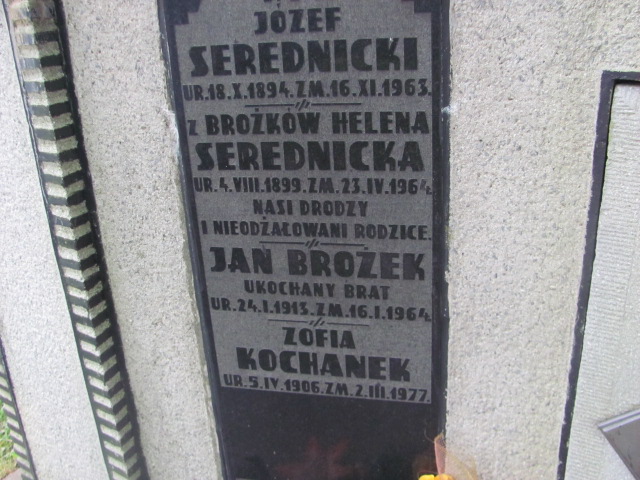 JÓZEF
SEREDNICKI
UR.18.X.1894.ZM.16.XI.1963.
Z BROŻKÓW HELENA
SEREDNICKA
UR.4.VIII.1899.ZM.23.IV.1964.
NASI DRODZY
I NIEODŻAŁOWANI RODZICE.
JAN BROŻEK
UKOCHANY BRAT
UR.24.I.1913.ZM.16.I.1964.
ZOFIA
KOCHANEK
UR.5.IV.1906.ZM.2.III.1977.